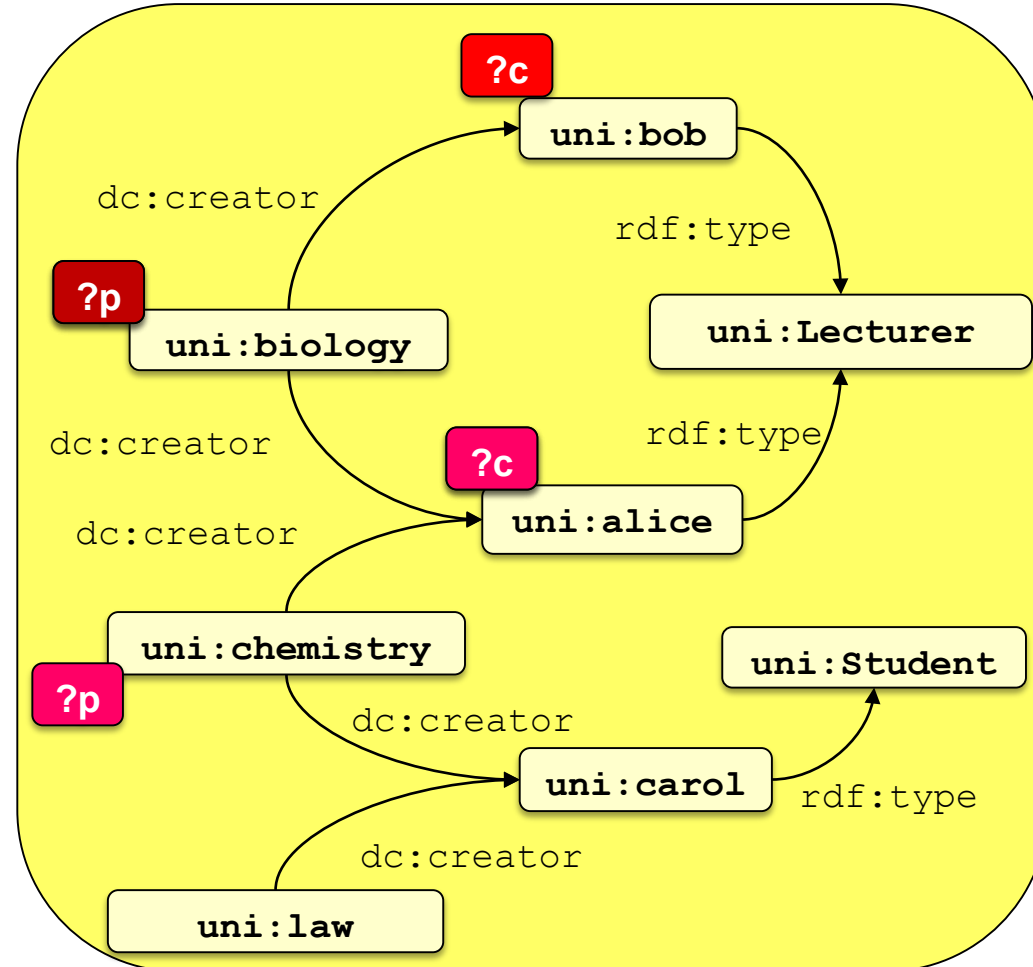 ?c
uni:bob
dc:creator
rdf:type
?p
uni:biology
uni:Lecturer
dc:creator
rdf:type
?c
uni:alice
dc:creator
uni:chemistry
uni:Student
?p
dc:creator
uni:carol
rdf:type
dc:creator
uni:law